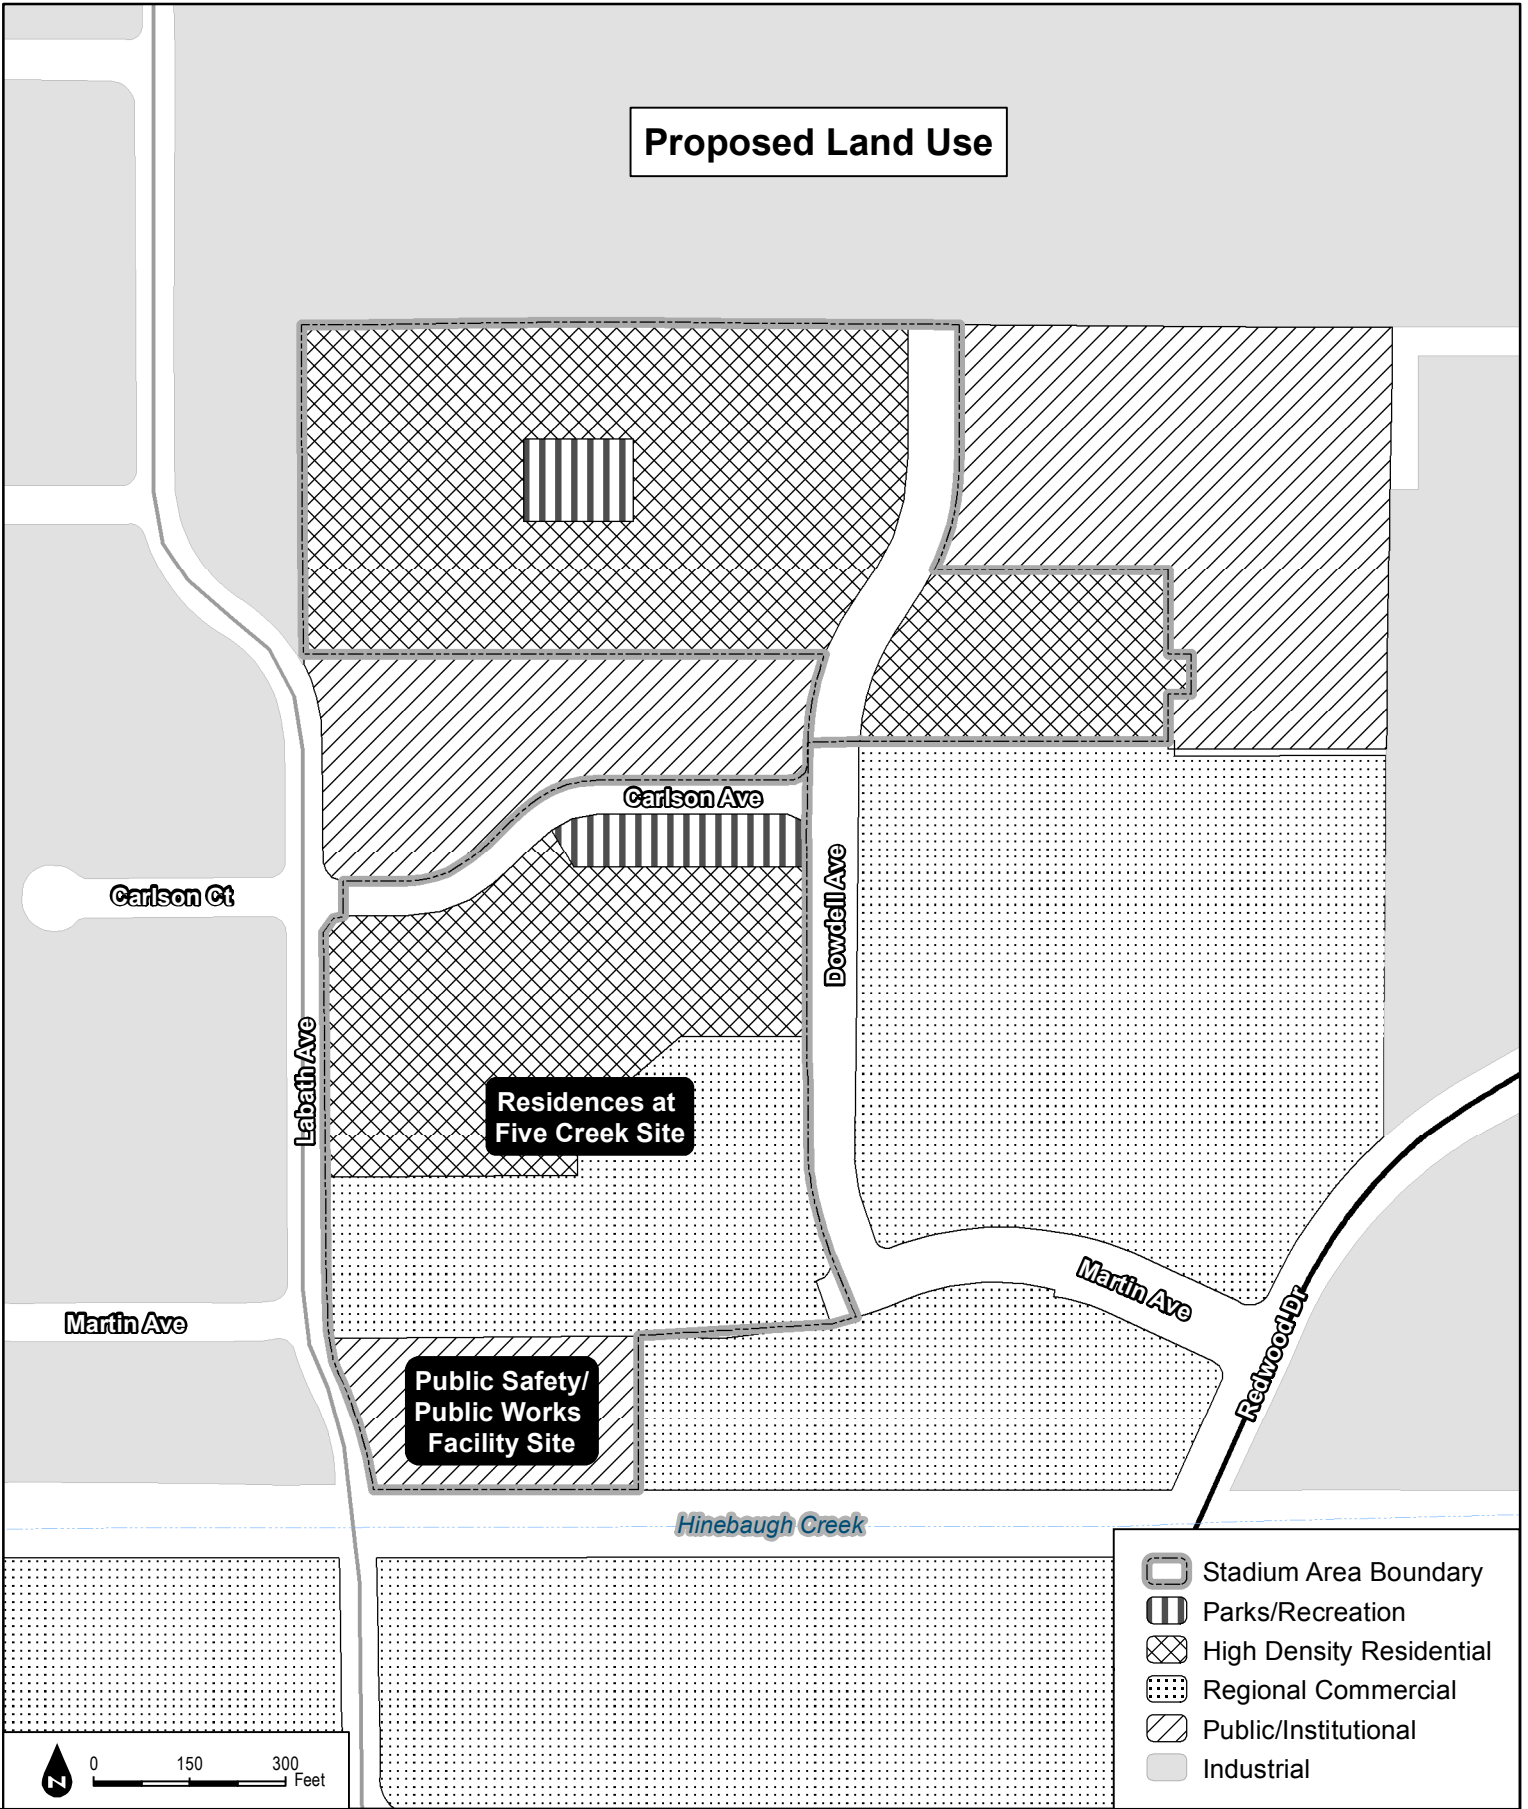 Proposed Land Use
Carlson Ave
Carlson Ct
Dowdell Ave
Labath Ave
Residences at
Five Creek Site
Martin Ave
Martin Ave
Redwood Dr
Public Safety/
Public Works
Facility Site
Hinebaugh Creek
Stadium Area Boundary
Parks/Recreation
High Density Residential
Regional Commercial
Public/Institutional
Industrial
N
0 150 300
Feet